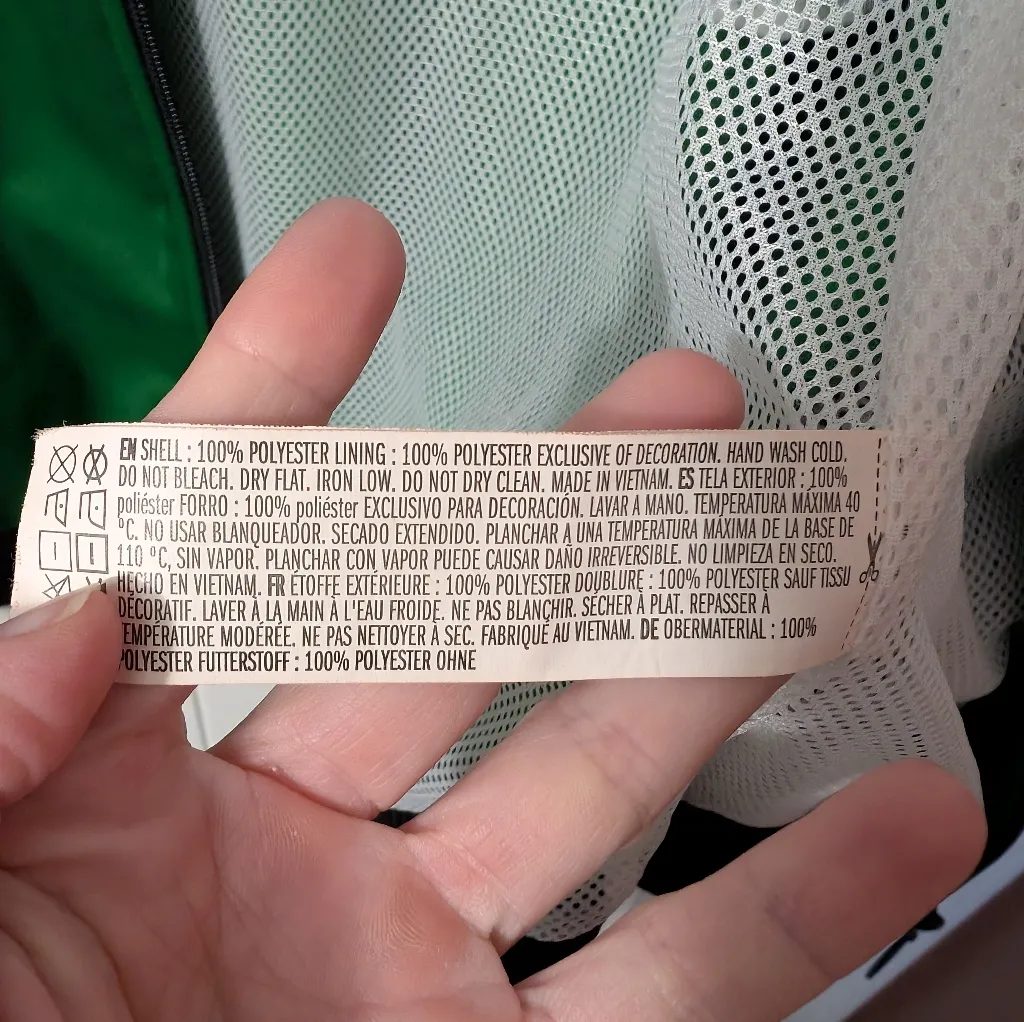 EN SHELL : 100% POLYESTER LINING : 100% POLYESTER EXCLUSIVE OF DECORATION. HAND WASH COLD.
DO NOT BLEACH. DRY FLAT. IRON LOW. DO NOT DRY CLEAN. MADE IN VIETNAM. ES TELA EXTERIOR : 100%
poliéster FORRO : 100% poliéster EXCLUSIVO PARA DECORACIÓN. LAVAR A MANO. TEMPERATURA MÁXIMA 40
ºC. NO USAR BLANQUEADOR. SECADO EXTENDIDO. PLANCHAR A UNA TEMPERATURA MÁXIMA DE LA BASE DE
110 ºC, SIN VAPOR. PLANCHAR CON VAPOR PUEDE CAUSAR DAÑO IRREVERSIBLE. NO LIMPIEZA EN SECO.
HECHO EN VIETNAM. FR ÉTOFFE EXTÉRIEURE : 100% POLYESTER DOUBLURE : 100% POLYESTER SAUF TISSU
DÉCORATIF. LAVER À LA MAIN À L'EAU FROIDE. NE PAS BLANCHIR. SÉCHER À PLAT. REPASSER À
TEMPÉRATURE MODÉRÉE. NE PAS NETTOYER À SEC. FABRIQUÉ AU VIETNAM. DE OBERMATERIAL : 100%
POLYESTER FUTTERSTOFF : 100% POLYESTER OHNE